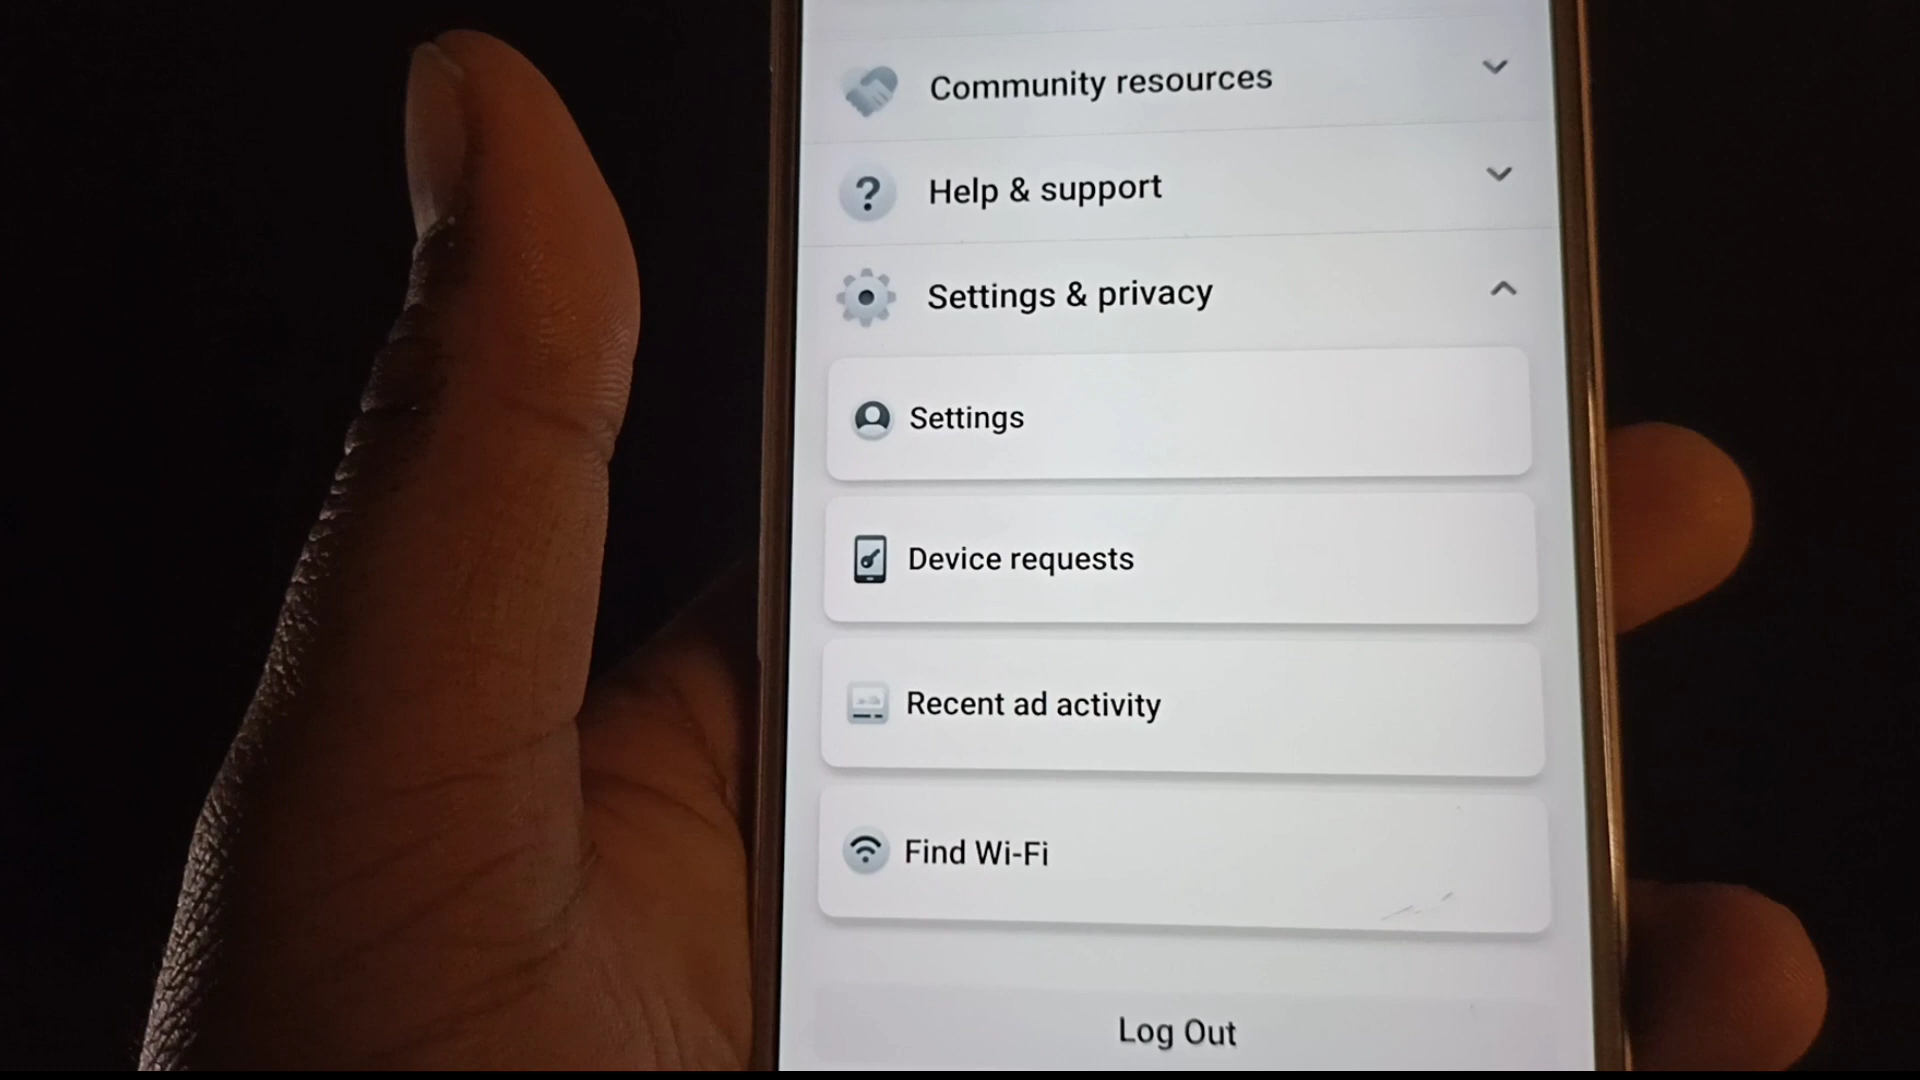 Community resources
Help & support
Settings & privacy
Settings
Device requests
Recent ad activity
Find Wi-Fi
Log Out